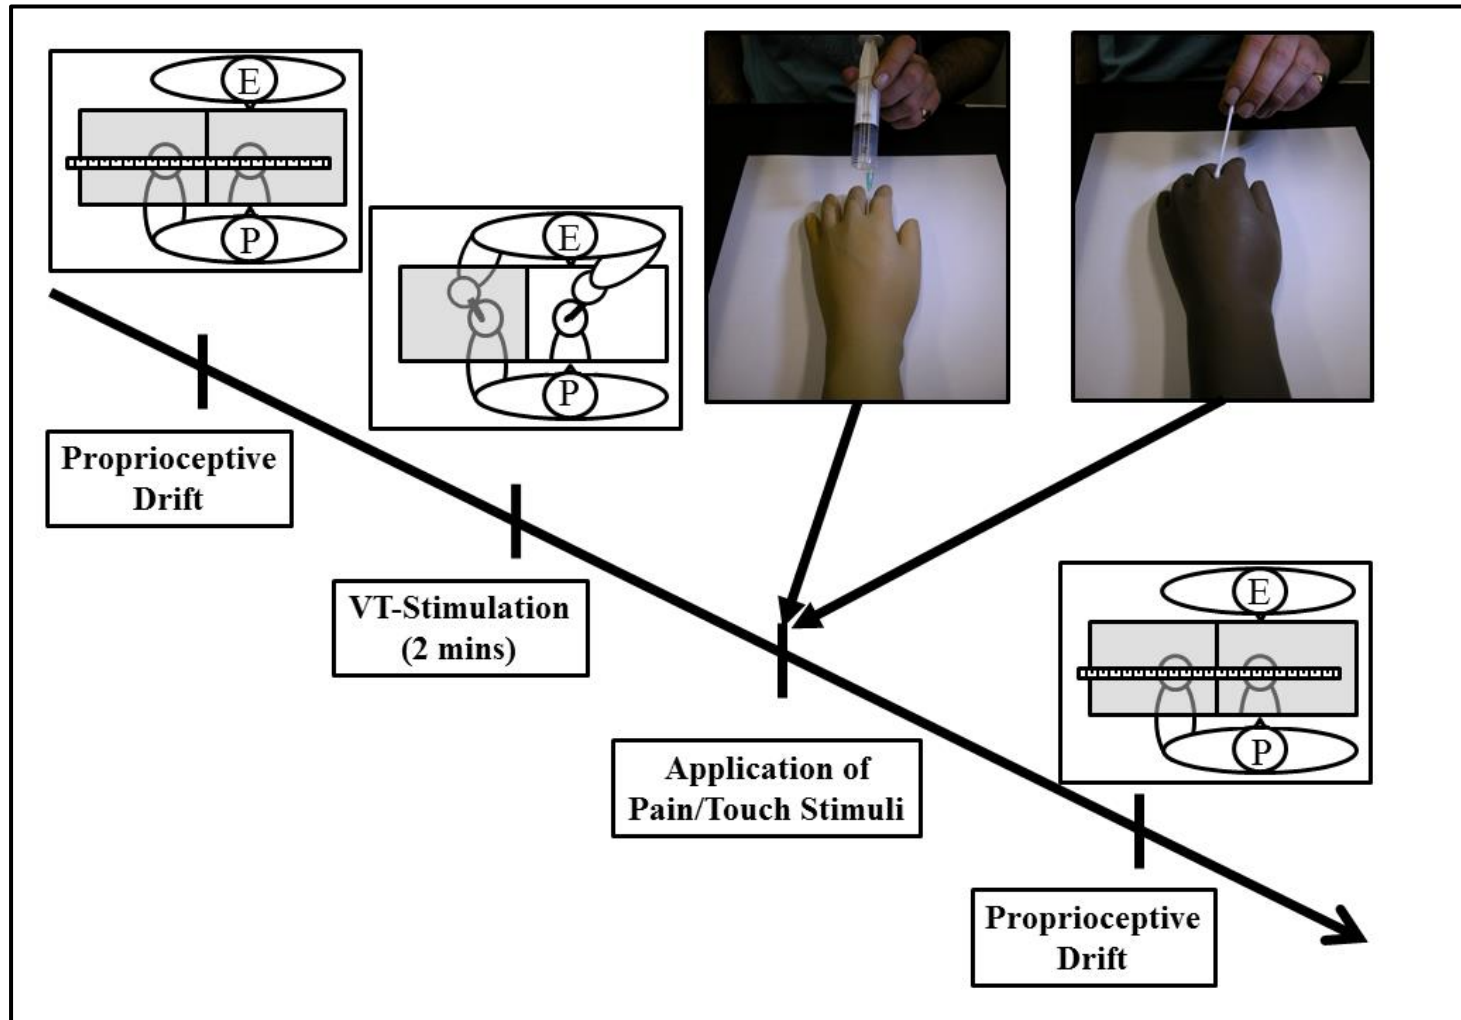 E
P
E
P
Proprioceptive
Drift
VT-Stimulation
(2 mins)
E
P
Application of
Pain/Touch Stimuli
Proprioceptive
Drift